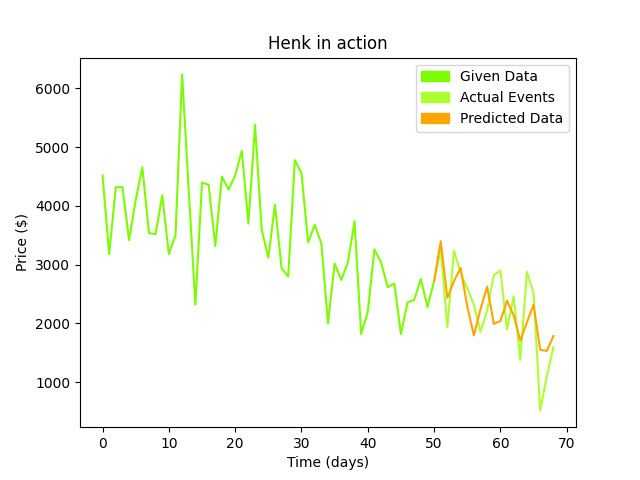 Henk in action
Given Data
Actual Events
Predicted Data
Price ($)
6000
5000
4000
3000
2000
1000
0 10 20 30 40 50 60 70
Time (days)